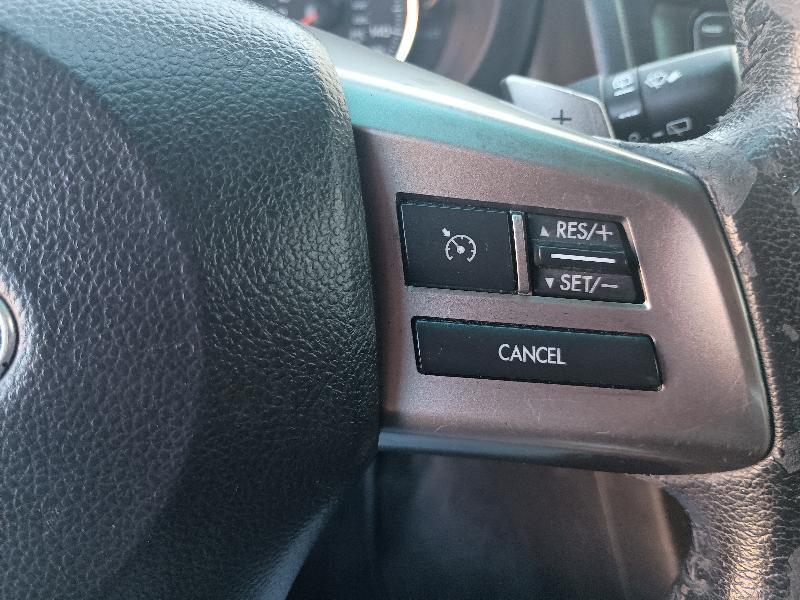 +
▲ RES/+
▼ SET/−
CANCEL